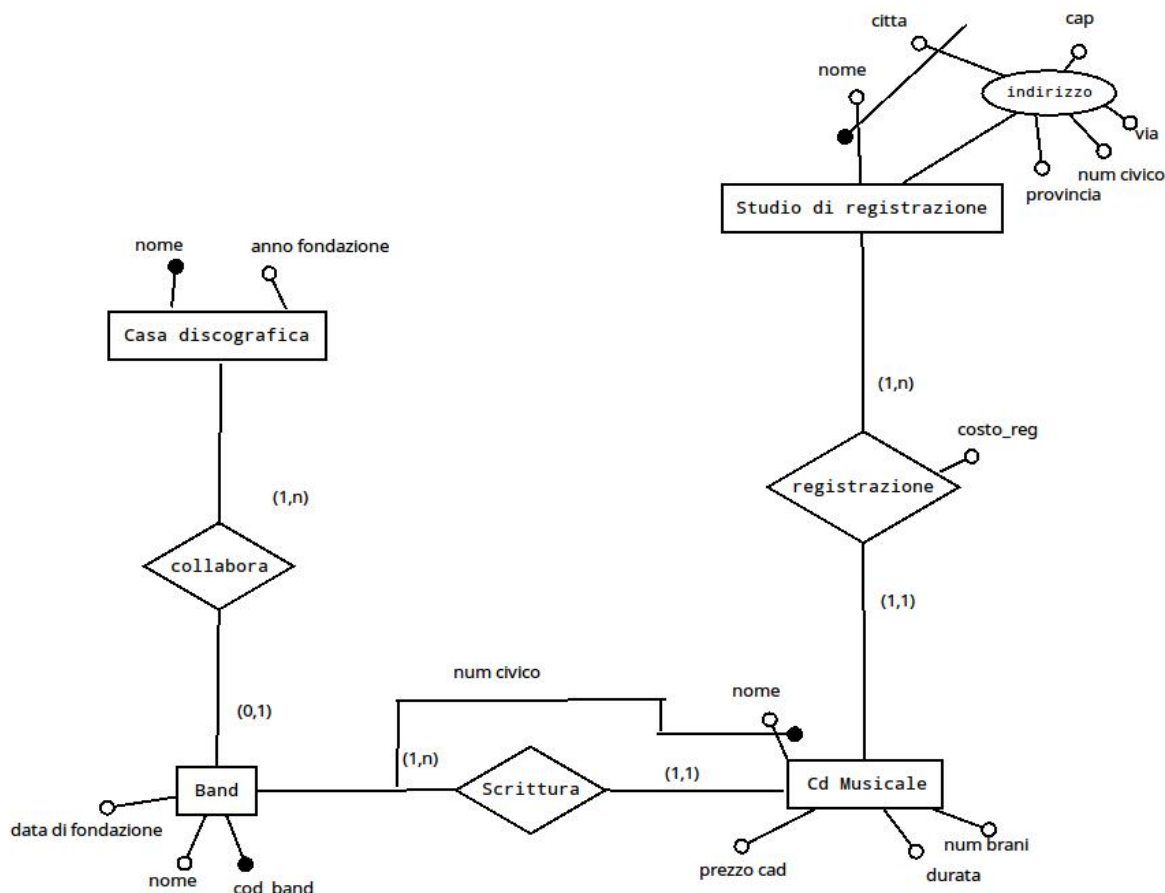 citta
cap
nome
indirizzo
via
num civico
provincia
Studio di registrazione
nome
anno fondazione
Casa discografica
(1,n)
costo_reg
registrazione
(1,n)
collabora
(1,1)
num civico
nome
(0,1)
(1,n)
(1,1)
Band
Scrittura
Cd Musicale
data di fondazione
nome
cod_band
prezzo cad
durata
num brani